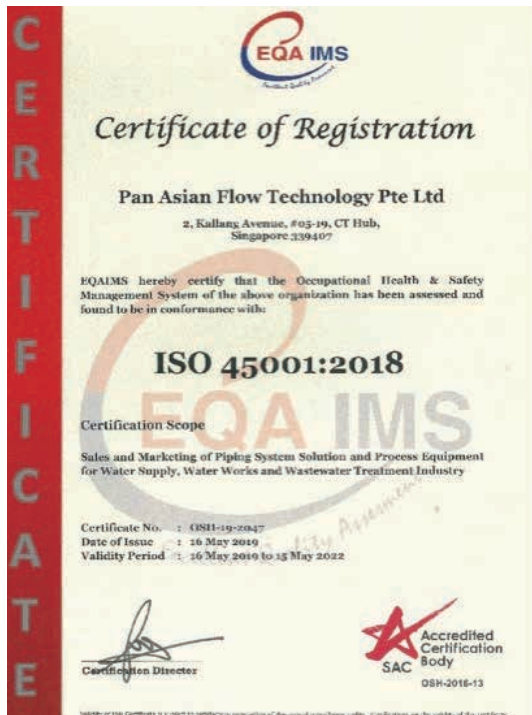 CERTIFICATE
EQA IMS
Certificate of Registration
Pan Asian Flow Technology Pte Ltd
2, Kallang Avenue, #05-19, CT Hub,
Singapore 339407
EQAIMS hereby certify that the Occupational Health & Safety
Management System of the above organization has been assessed and
found to be in conformance with:
ISO 45001:2018
EQA IMS
Certification Scope
Sales and Marketing of Piping System Solution and Process Equipment
for Water Supply, Water Works and Wastewater Treatment Industry
Certificate No. : OSH-19-2047
Date of Issue : 16 May 2019
Validity Period : 16 May 2019 to 15 May 2022
Certification Director
SAC
Accredited
Certification
Body
OSH-2016-13